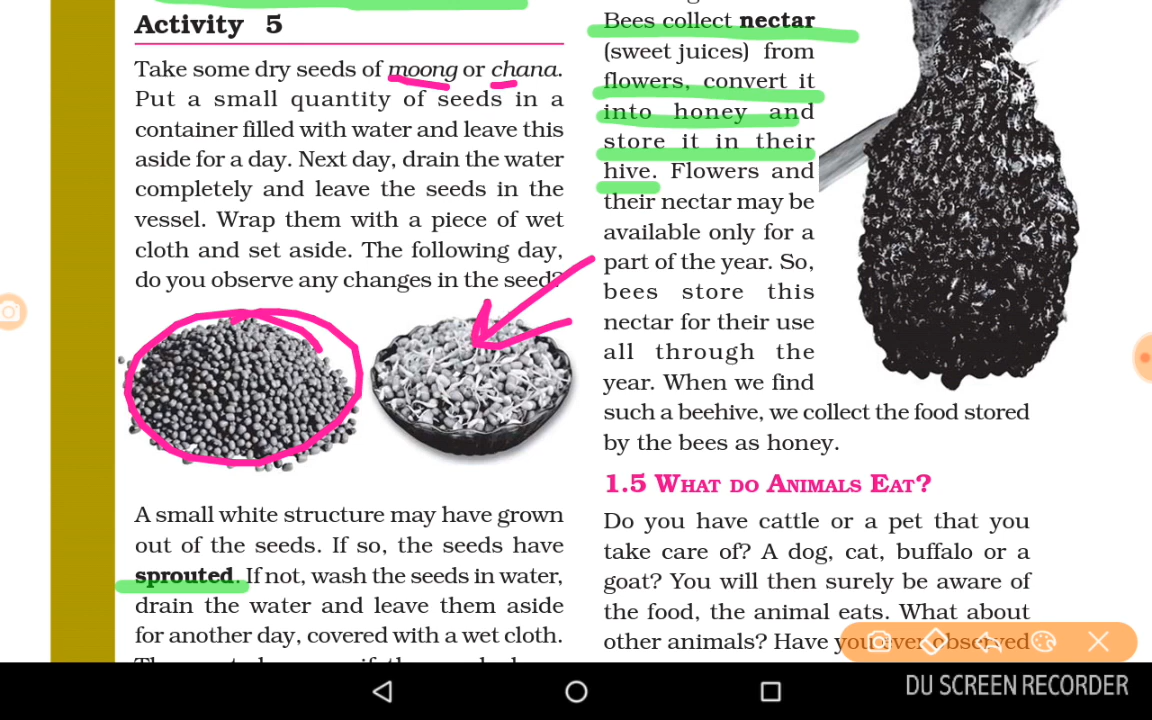 Activity 5
Take some dry seeds of moong or chana.
Put a small quantity of seeds in a
container filled with water and leave this
aside for a day. Next day, drain the water
completely and leave the seeds in the
vessel. Wrap them with a piece of wet
cloth and set aside. The following day,
do you observe any changes in the seed?
A small white structure may have grown
out of the seeds. If so, the seeds have
sprouted. If not, wash the seeds in water,
drain the water and leave them aside
for another day, covered with a wet cloth.
Bees collect nectar
(sweet juices) from
flowers, convert it
into honey and
store it in their
hive. Flowers and
their nectar may be
available only for a
part of the year. So,
bees store this
nectar for their use
all through the
year. When we find
such a beehive, we collect the food stored
by the bees as honey.
1.5 What do Animals Eat?
Do you have cattle or a pet that you
take care of? A dog, cat, buffalo or a
goat? You will then surely be aware of
the food, the animal eats. What about
other animals? Have you ever observed
DU SCREEN RECORDER